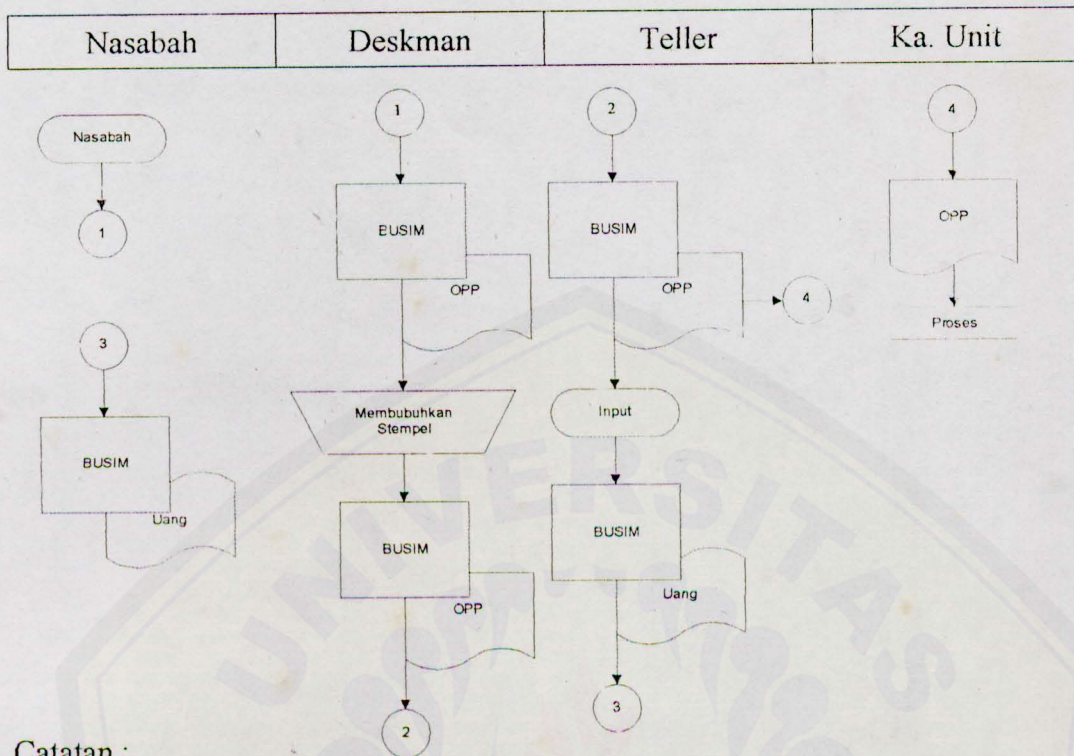 Nasabah
Deskman
Teller
Ka. Unit
Nasabah
1
3
BUSIM
Uang
1
BUSIM
OPP
Membubuhkan
Stempel
BUSIM
OPP
2
2
BUSIM
OPP
4
Input
BUSIM
Uang
3
4
OPP
Proses
UNIVERSITAS
Catatan :